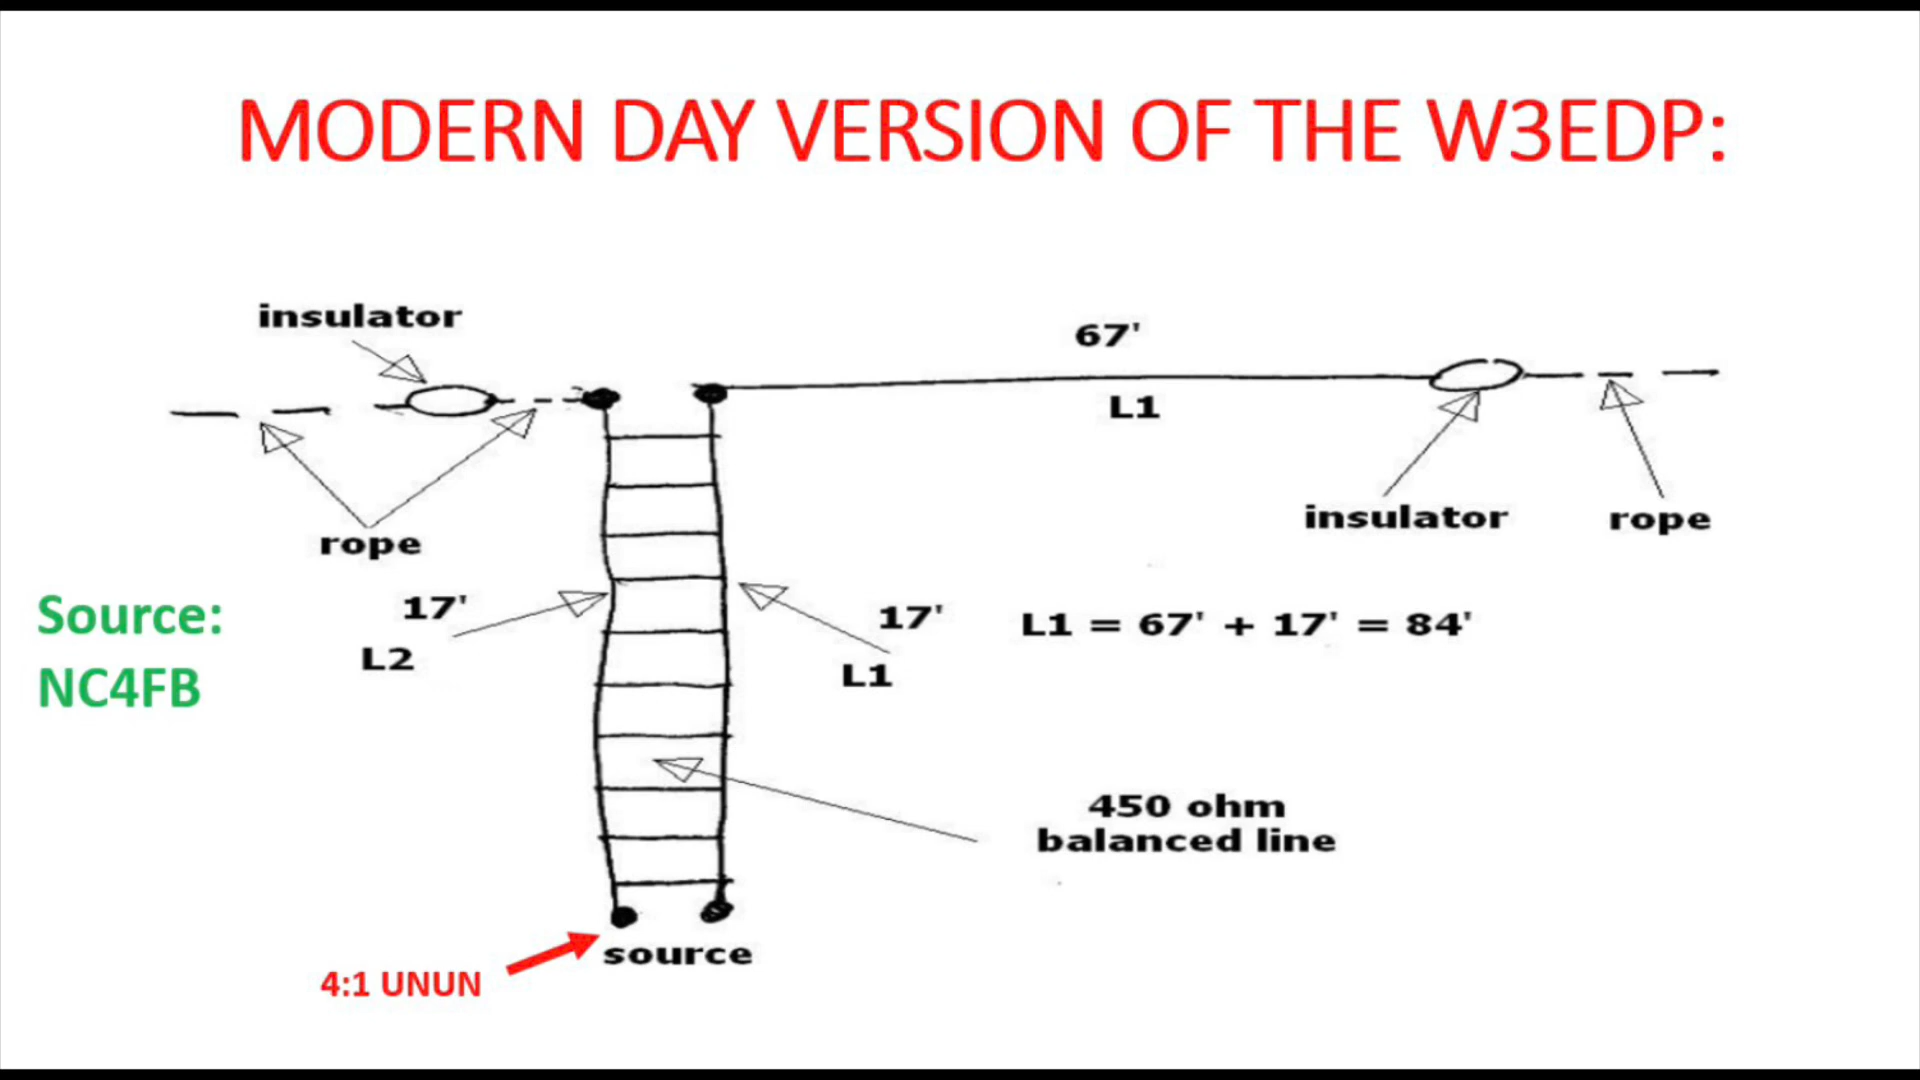 MODERN DAY VERSION OF THE W3EDP:
insulator
67'
L1
rope
insulator
rope
Source:
NC4FB
17'
L2
17'
L1
L1 = 67' + 17' = 84'
450 ohm
balanced line
source
4:1 UNUN